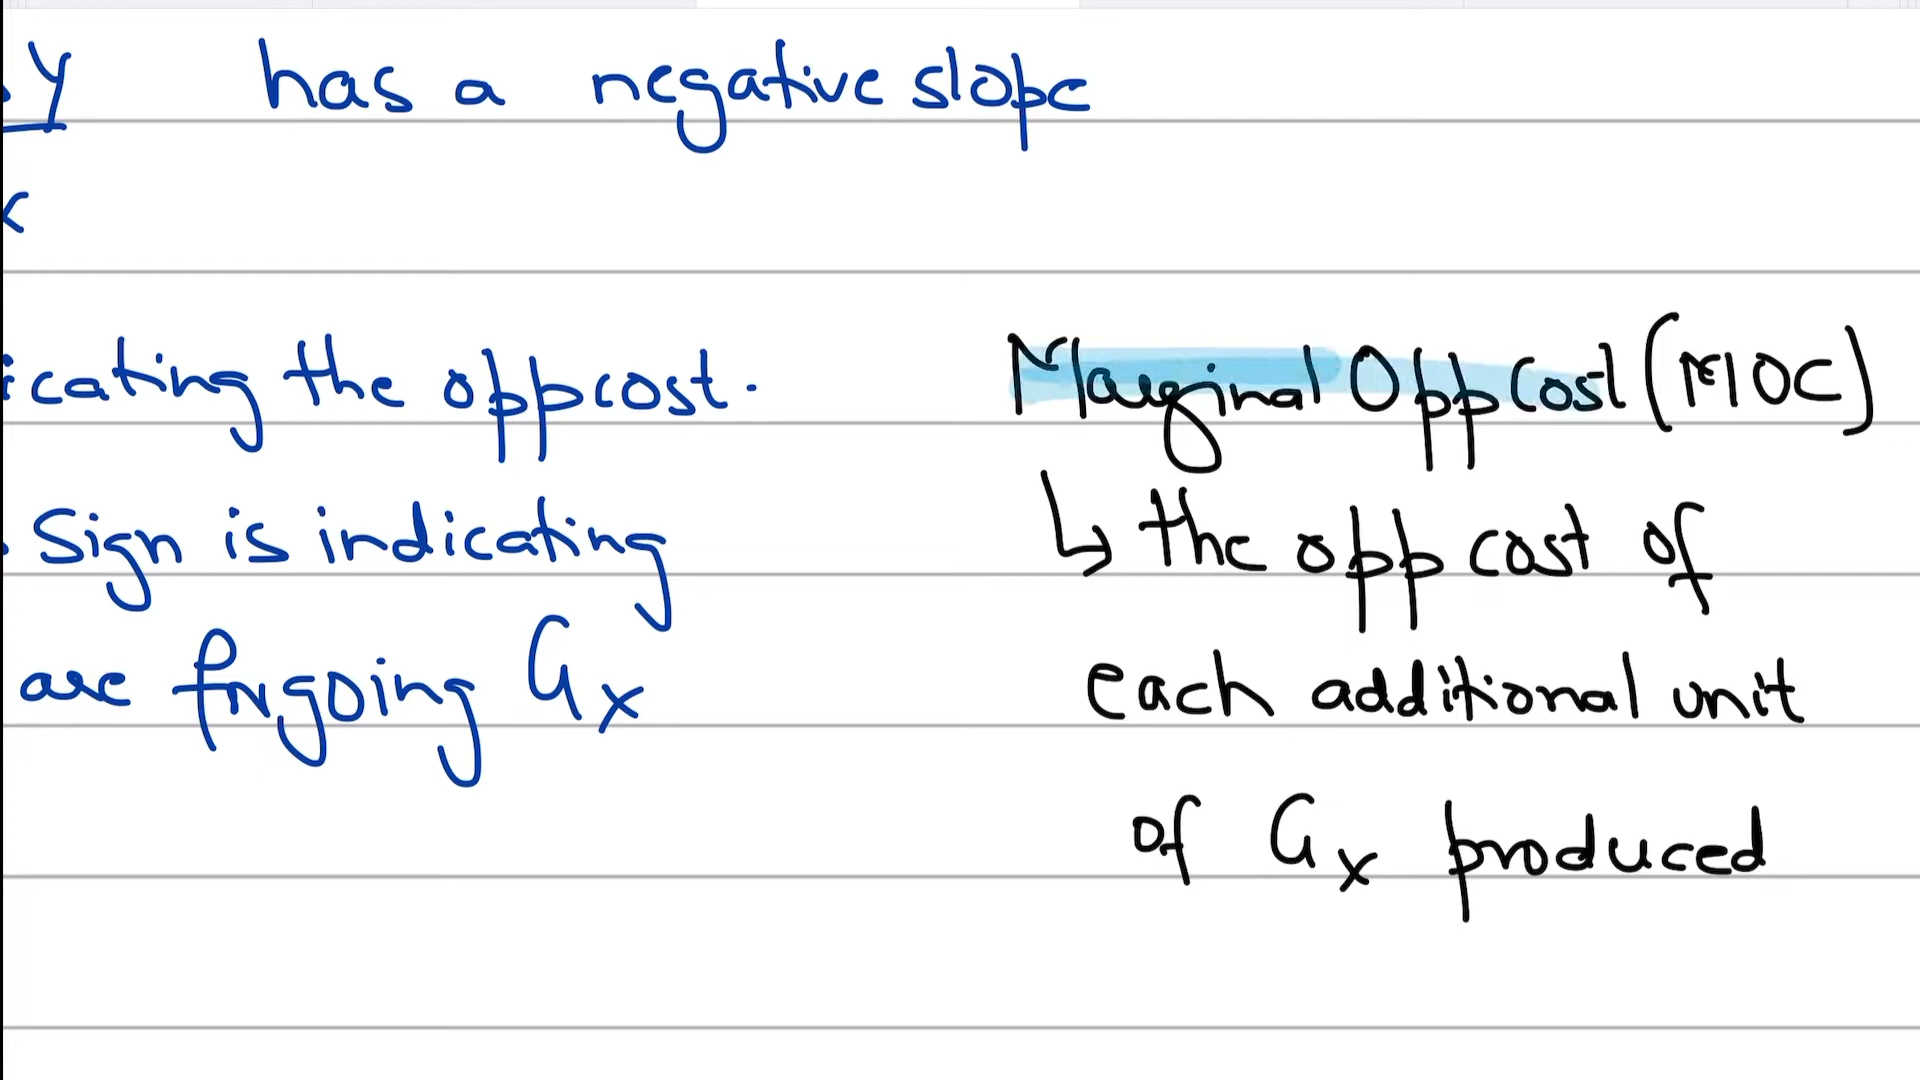 Y has a negative slope
x
icating the opp cost.
Sign is indicating
are forgoing Gx
Marginal Opp Cost (MOC)
↳ the opp cost of
each additional unit
of Gx produced